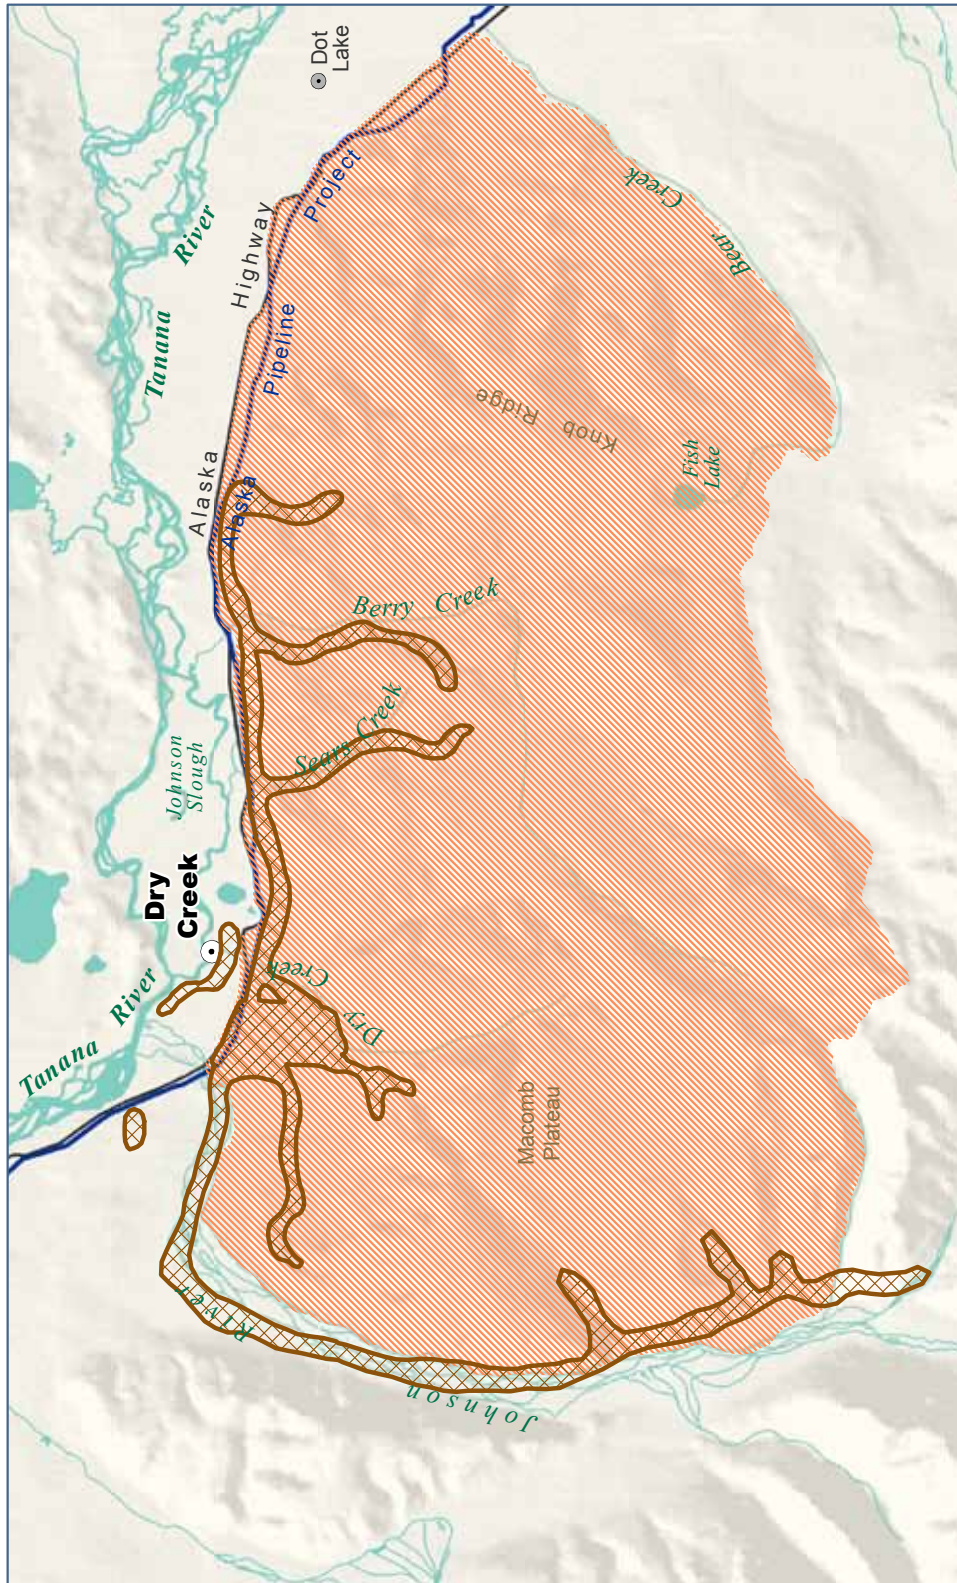 Dot
Lake
Tanana
River
Alaska
Highway
Alaska
Pipeline
Project
Bear
Creek
Knob
Ridge
Fish
Lake
Berry
Creek
Sears Creek
Johnson
Slough
Dry
Creek
Dry
Creek
Tanana
River
Macomb
Plateau
Johnson
River